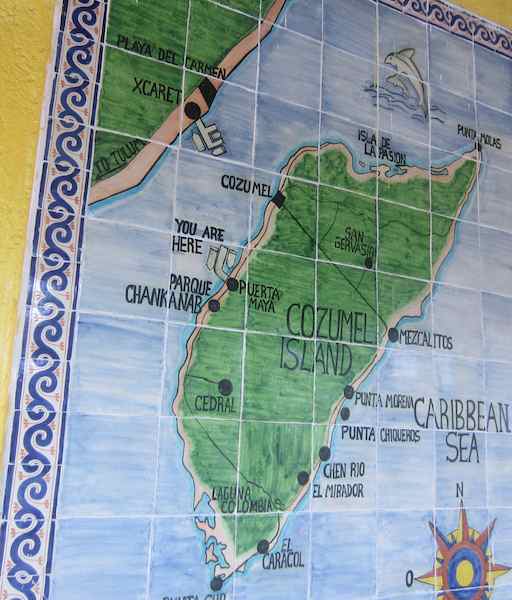 PLAYA DEL CARMEN
XCARET
TO TULUM
PUNTA MOLAS
ISLA DE
LA PASION
COZUMEL
SAN
GERVASIO
YOU ARE
HERE
PARQUE
CHANKANAB
PUERTA
MAYA
COZUMEL
ISLAND
MEZCALITOS
CEDRAL
PUNTA MORENA
PUNTA CHIQUEROS
CARIBBEAN
SEA
CHEN RIO
EL MIRADOR
LAGUNA
COLOMBIAS
EL
CARACOL
N
O